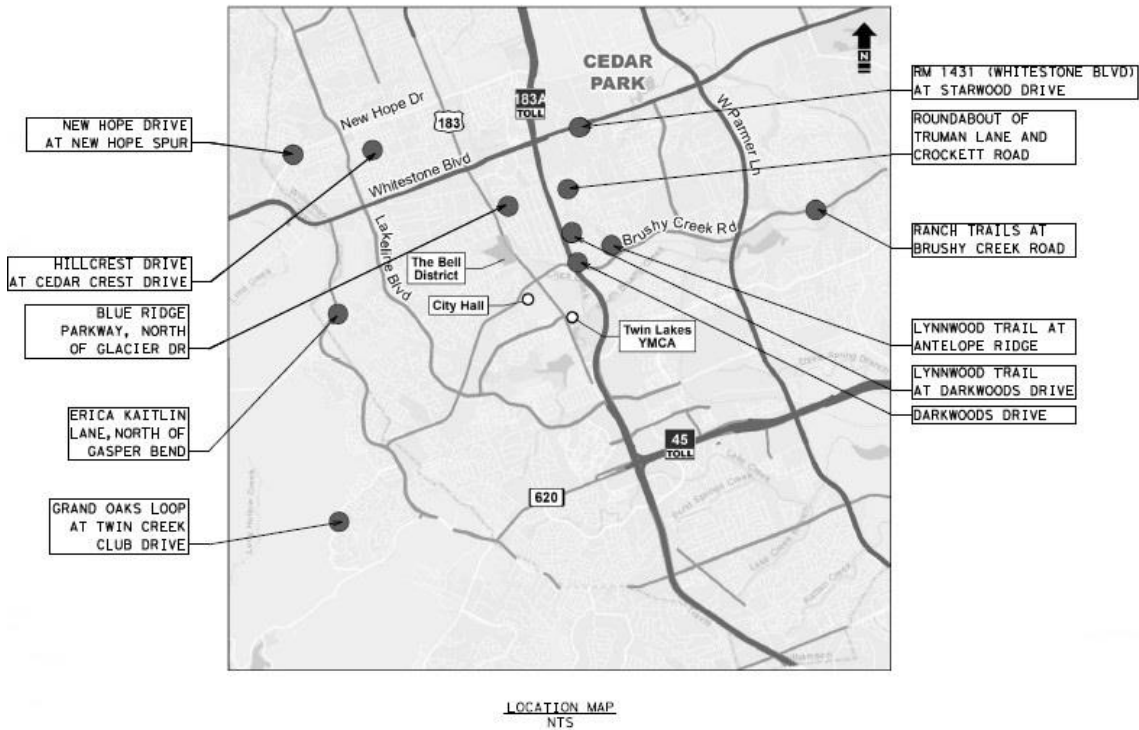 NEW HOPE DRIVE
AT NEW HOPE SPUR
HILLCREST DRIVE
AT CEDAR CREST DRIVE
BLUE RIDGE
PARKWAY, NORTH
OF GLACIER DR
ERICA KAITLIN
LANE, NORTH OF
GASPER BEND
GRAND OAKS LOOP
AT TWIN CREEK
CLUB DRIVE
CEDAR
PARK
N
183A
TOLL
New Hope Dr
183
Whitestone Blvd
W Parmer Ln
Lakeline Blvd
Brushy Creek Rd
The Bell
District
City Hall
Twin Lakes
YMCA
45
TOLL
620
RM 1431 (WHITESTONE BLVD)
AT STARWOOD DRIVE
ROUNDABOUT OF
TRUMAN LANE AND
CROCKETT ROAD
RANCH TRAILS AT
BRUSHY CREEK ROAD
LYNNWOOD TRAIL AT
ANTELOPE RIDGE
LYNNWOOD TRAIL
AT DARKWOODS DRIVE
DARKWOODS DRIVE
LOCATION MAP
NTS